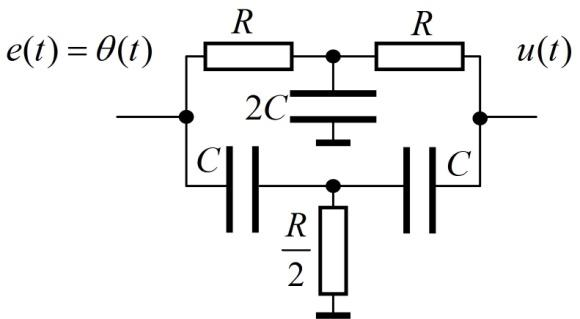 R R
e(t) = θ(t) u(t)
2C
C C
R
2